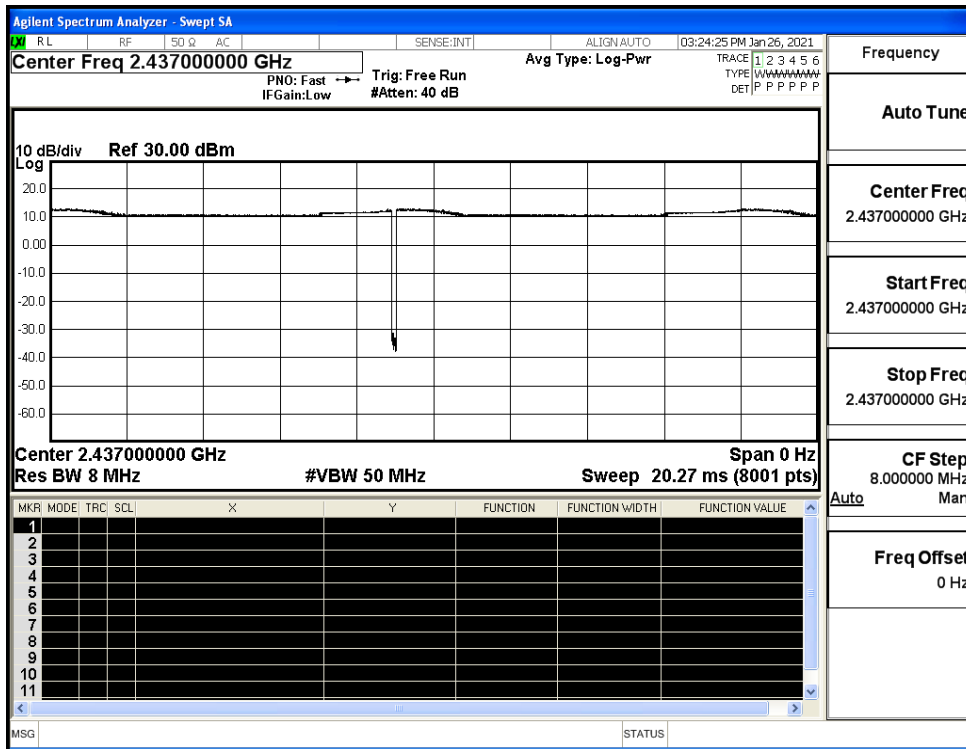 Agilent Spectrum Analyzer - Swept SA
LXI RL RF 50 Ω AC SENSE:INT ALIGNAUTO 03:24:25 PM Jan 26, 2021
Center Freq 2.437000000 GHz
PNO: Fast
IFGain:Low
Trig: Free Run
#Atten: 40 dB
Avg Type: Log-Pwr
TRACE 1 2 3 4 5 6
TYPE WWWWWW
DET P P P P P P
10 dB/div Ref 30.00 dBm
Log
20.0
10.0
0.00
-10.0
-20.0
-30.0
-40.0
-50.0
-60.0
Center 2.437000000 GHz Span 0 Hz
Res BW 8 MHz #VBW 50 MHz Sweep 20.27 ms (8001 pts)
MKR MODE TRC SCL X Y FUNCTION FUNCTION WIDTH FUNCTION VALUE
1
2
3
4
5
6
7
8
9
10
11
MSG STATUS
Frequency
Auto Tune
Center Freq
2.437000000 GHz
Start Freq
2.437000000 GHz
Stop Freq
2.437000000 GHz
CF Step
8.000000 MHz
Auto Man
Freq Offset
0 Hz